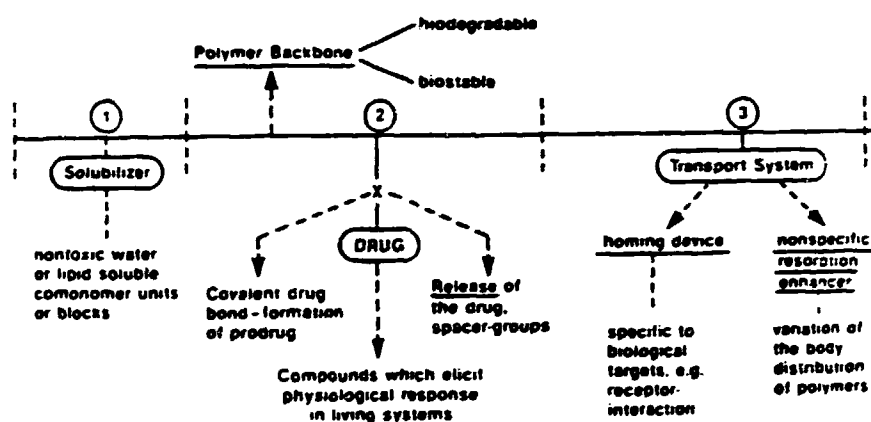 biodegradable
Polymer Backbone
biostable
1
2
3
Solubilizer
Transport System
X
DRUG
nontoxic water
or lipid soluble
comonomer units
or blocks
Covalent drug
bond-formation
of prodrug
Release of
the drug,
spacer-groups
Compounds which elicit
physiological response
in living systems
homing device
nonspecific
resorption
enhancer
specific to
biological
targets, e.g.
receptor-
interaction
variation of
the body
distribution
of polymers